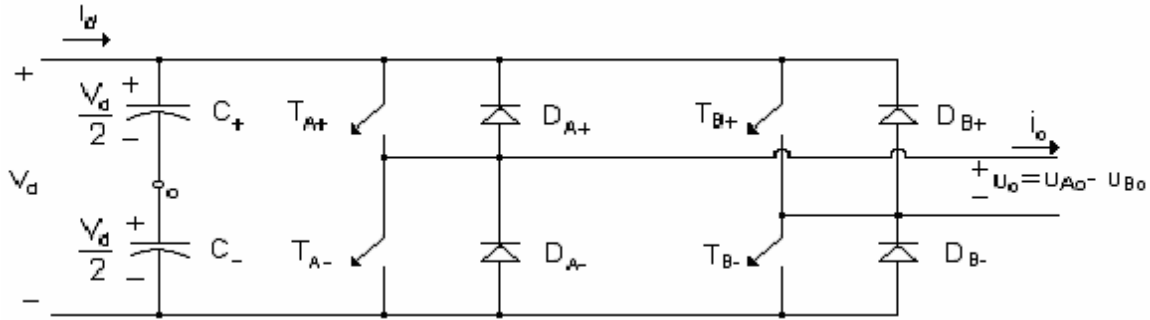 I_d
+
V_d/2
+
−
C_+
T_A+
D_A+
T_B+
D_B+
i_o
V_d
o
+
−
u_o=u_Ao- u_Bo
V_d/2
+
−
C_-
T_A-
D_A-
T_B-
D_B-
−